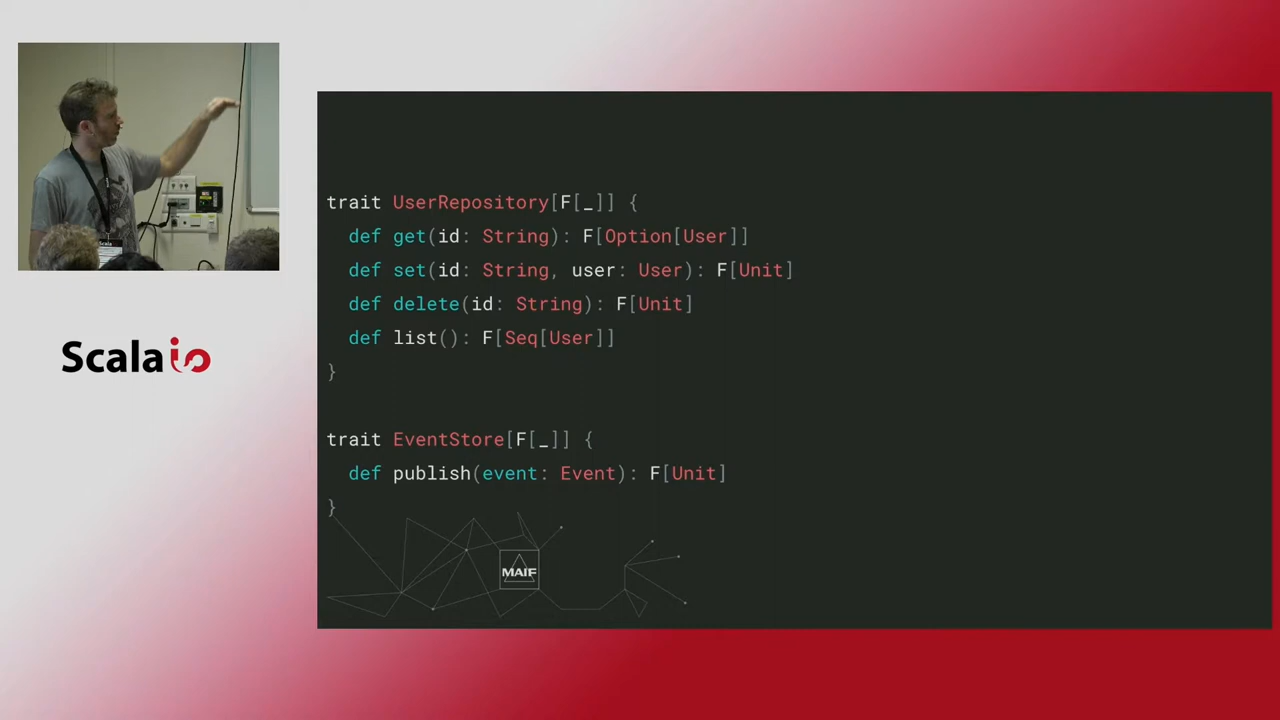 trait UserRepository[F[_]] {
  def get(id: String): F[Option[User]]
  def set(id: String, user: User): F[Unit]
  def delete(id: String): F[Unit]
  def list(): F[Seq[User]]
}
trait EventStore[F[_]] {
  def publish(event: Event): F[Unit]
}
MAIF
Scala
Scalaio